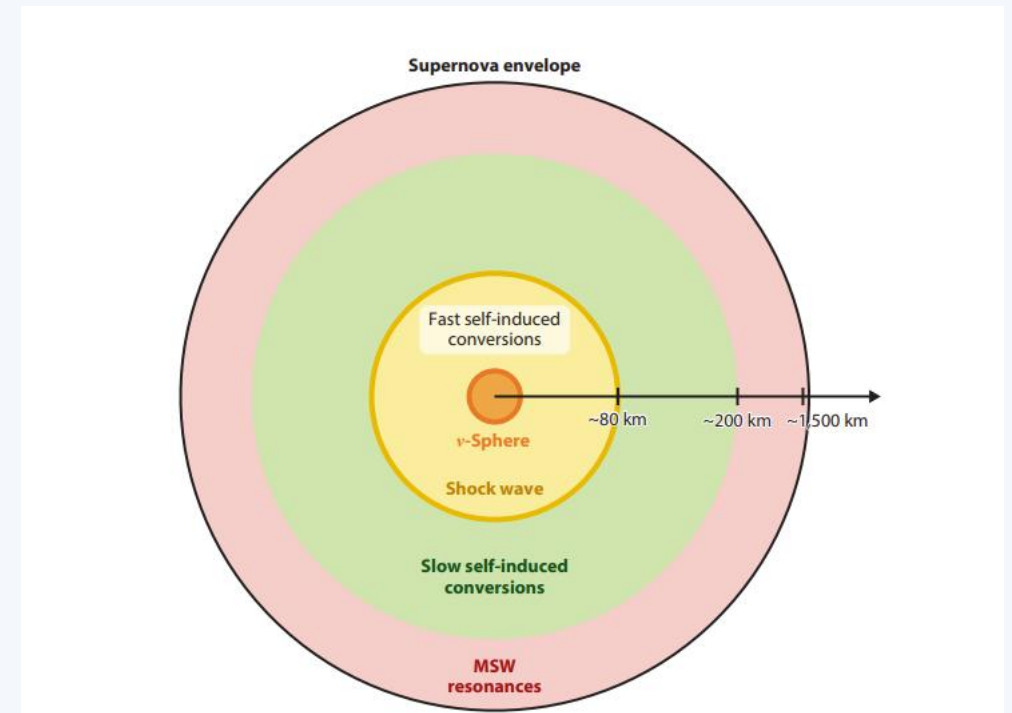 Supernova envelope
Fast self-induced
conversions
~80 km
~200 km
~1,500 km
ν-Sphere
Shock wave
Slow self-induced
conversions
MSW
resonances